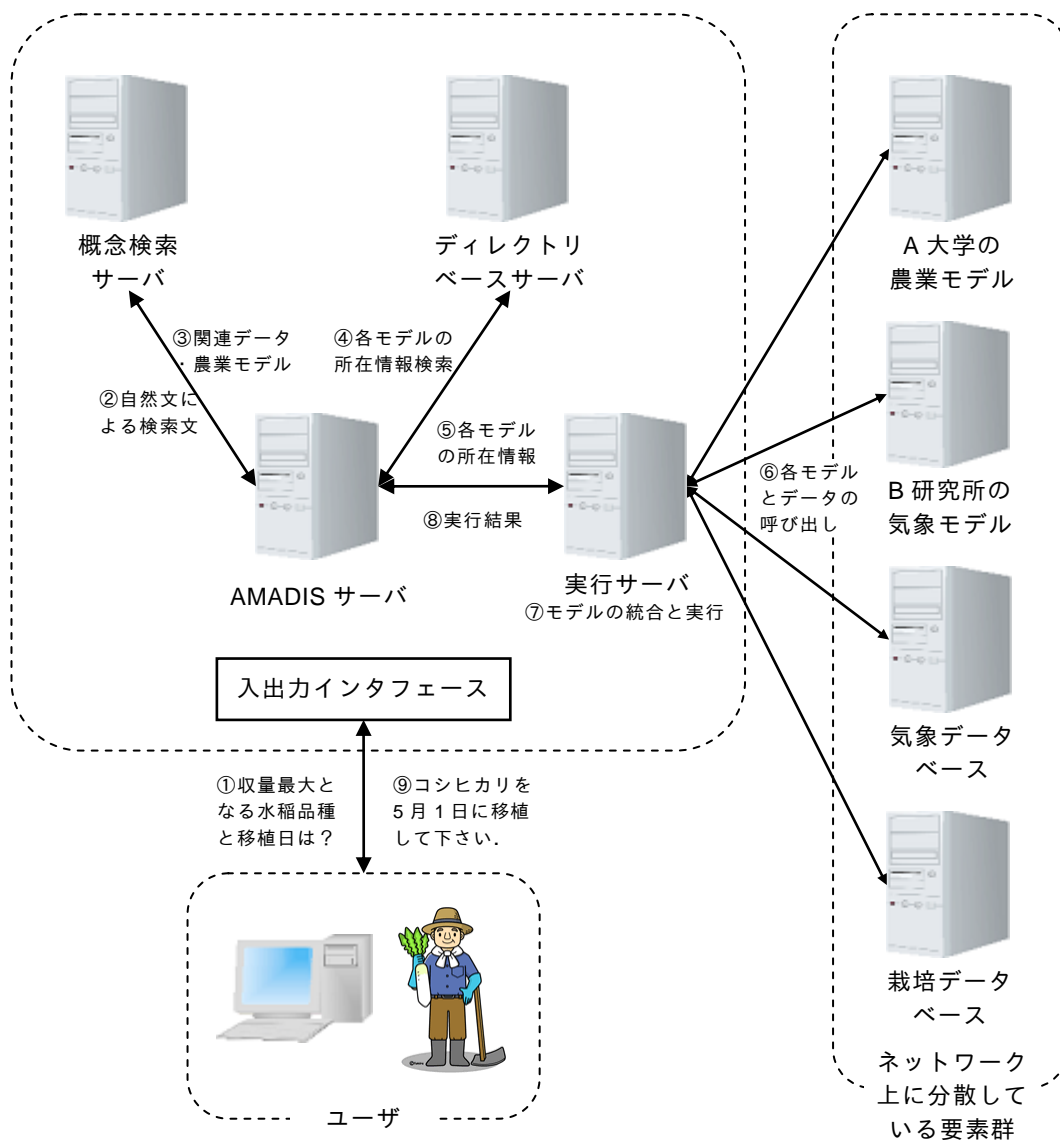 概念検索
サーバ
ディレクトリ
ベースサーバ
③関連データ
・農業モデル
②自然文に
よる検索文
④各モデルの
所在情報検索
⑤各モデル
の所在情報
⑧実行結果
AMADIS サーバ
実行サーバ
⑦モデルの統合と実行
⑥各モデル
とデータの
呼び出し
入出力インタフェース
①収量最大と
なる水稲品種
と移植日は？
⑨コシヒカリを
5月1日に移植
して下さい．
ユーザ
A 大学の
農業モデル
B 研究所の
気象モデル
気象データ
ベース
栽培データ
ベース
ネットワーク
上に分散して
いる要素群